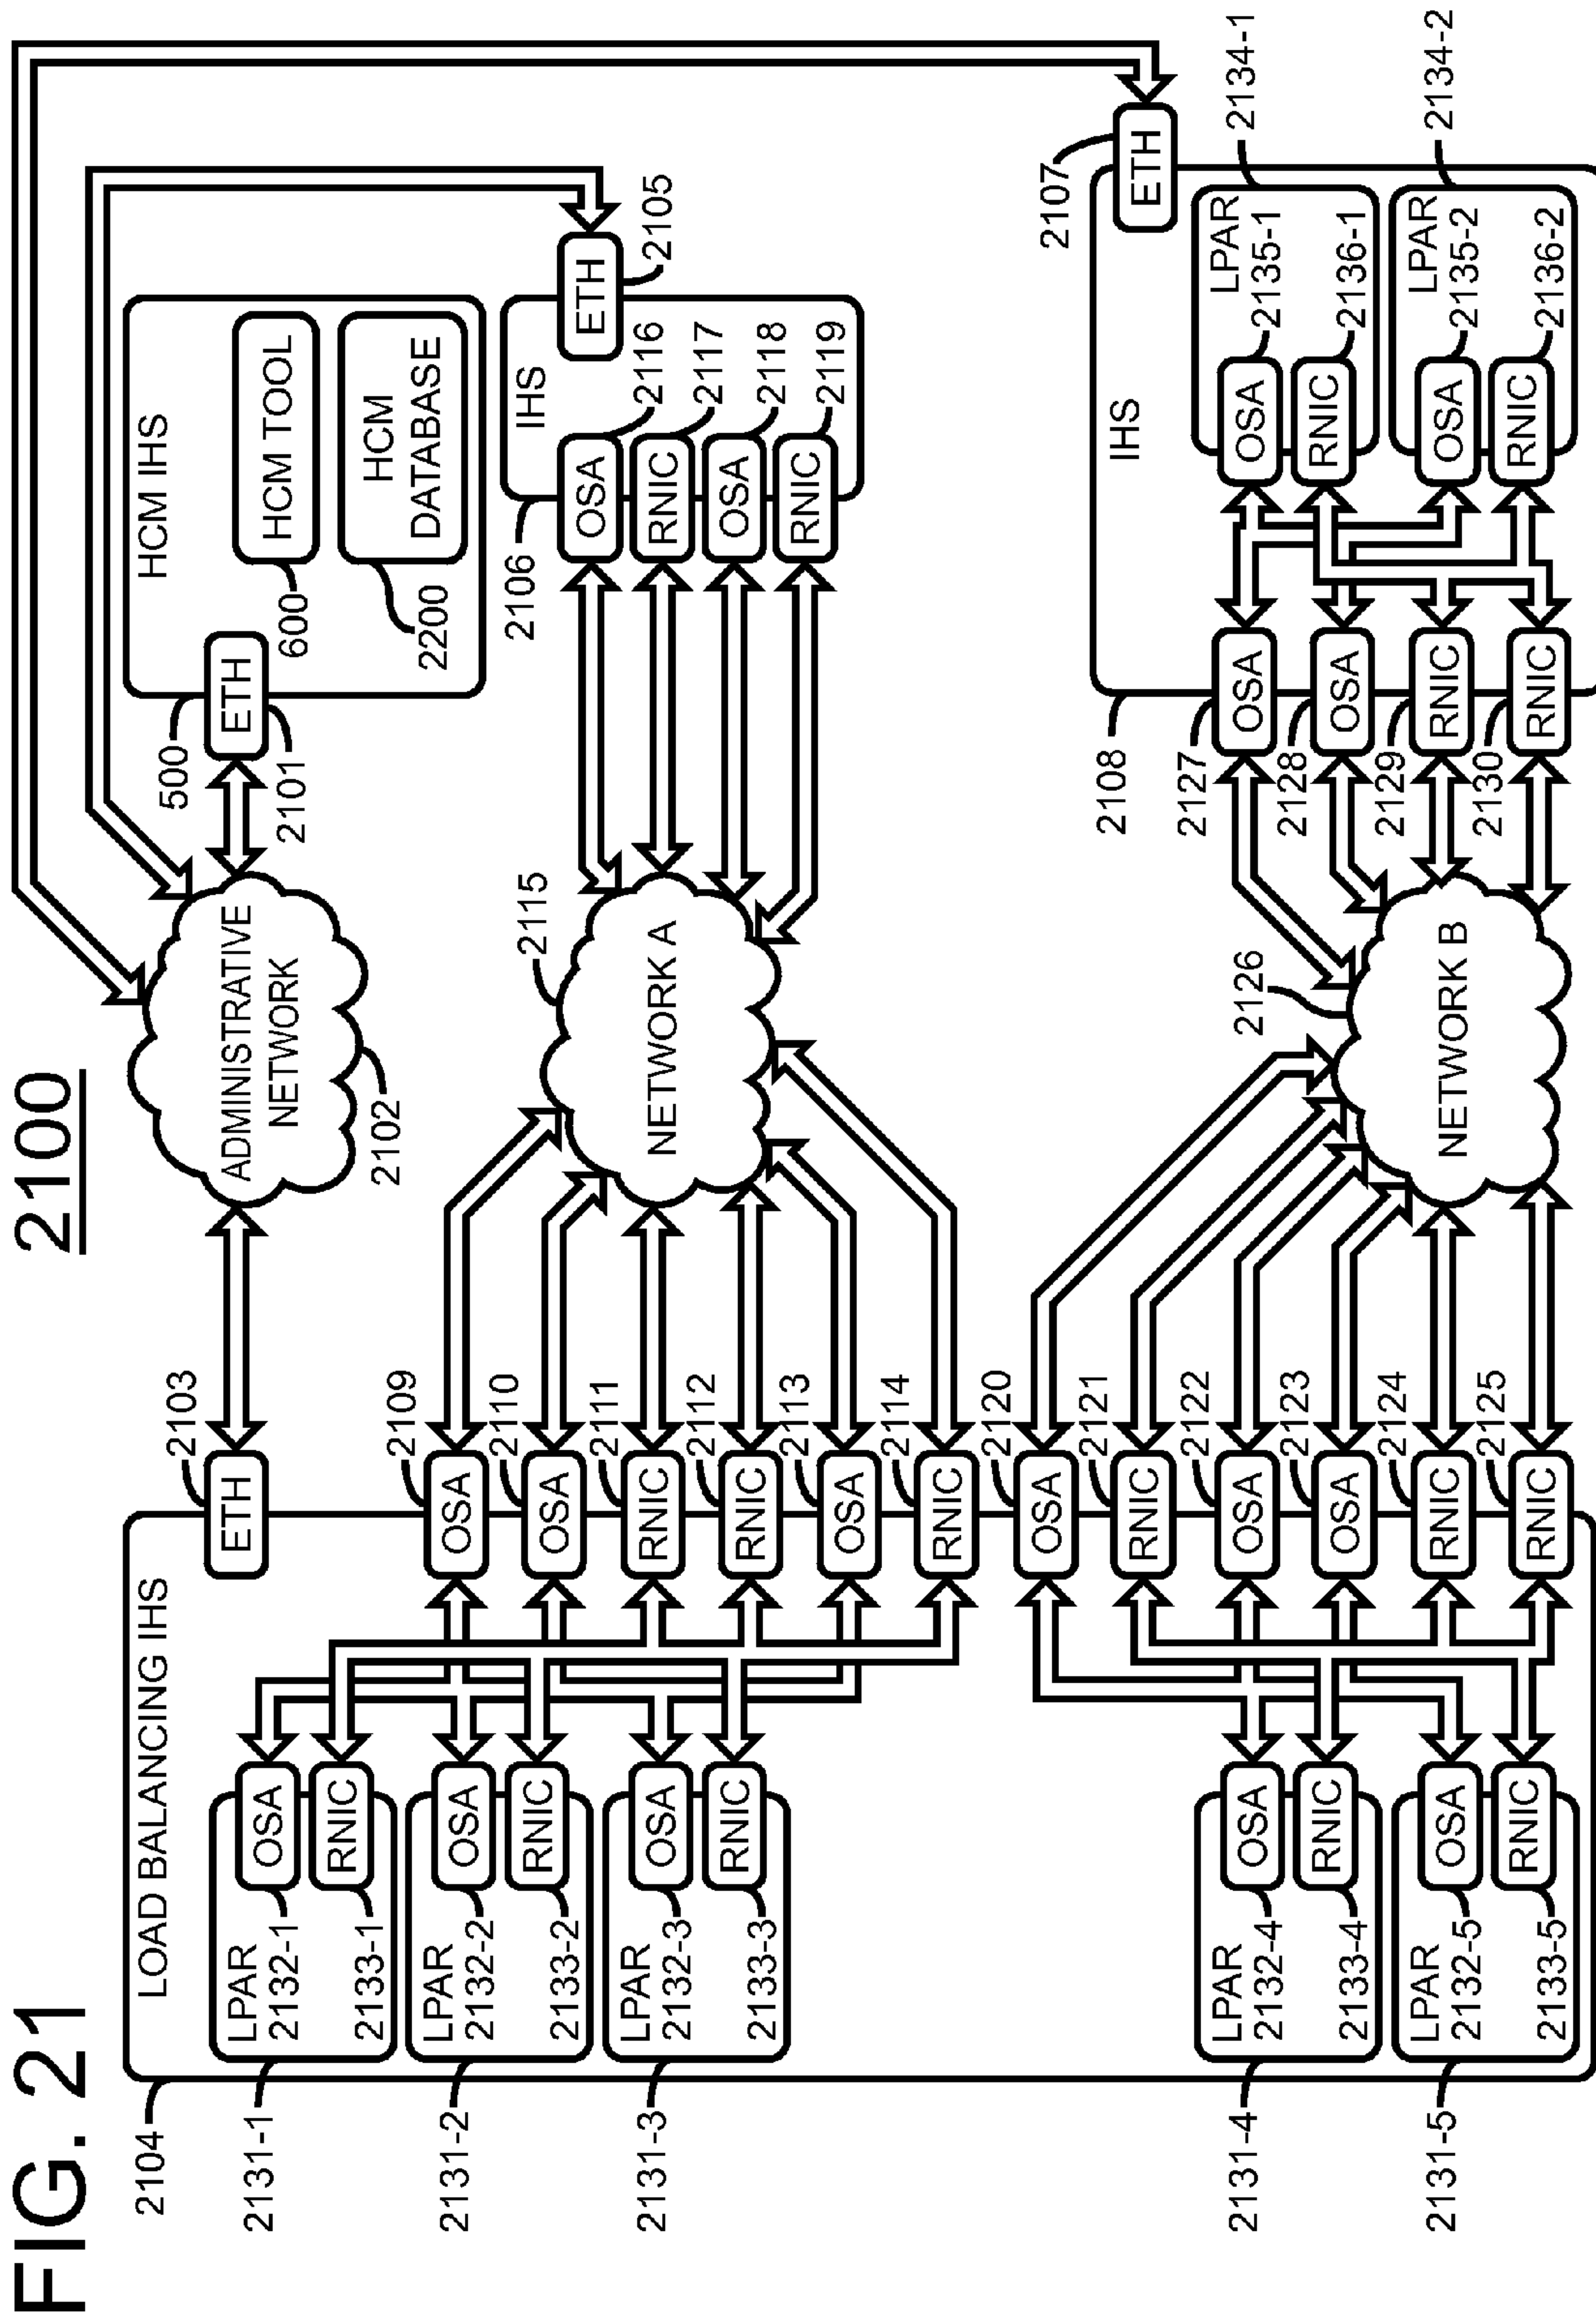 FIG. 21
2100
LOAD BALANCING IHS
2104
ETH
2103
ADMINISTRATIVE
NETWORK
2102
HCM IHS
500
ETH
2101
HCM TOOL
600
HCM
DATABASE
2200
2131-1
LPAR
2132-1
2133-1
OSA
RNIC
2131-2
LPAR
2132-2
2133-2
OSA
RNIC
2131-3
LPAR
2132-3
2133-3
OSA
RNIC
2131-4
LPAR
2132-4
2133-4
OSA
RNIC
2131-5
LPAR
2132-5
2133-5
OSA
RNIC
2109
OSA
2110
OSA
2111
RNIC
2112
RNIC
2113
OSA
2114
RNIC
2120
OSA
2121
RNIC
2122
OSA
2123
OSA
2124
RNIC
2125
RNIC
2115
NETWORK A
2126
NETWORK B
2106
IHS
ETH
2105
OSA
2116
RNIC
2117
OSA
2118
RNIC
2119
2108
IHS
2107
ETH
2127
OSA
2128
OSA
2129
RNIC
2130
RNIC
LPAR
2134-1
OSA
2135-1
RNIC
2136-1
LPAR
2134-2
OSA
2135-2
RNIC
2136-2